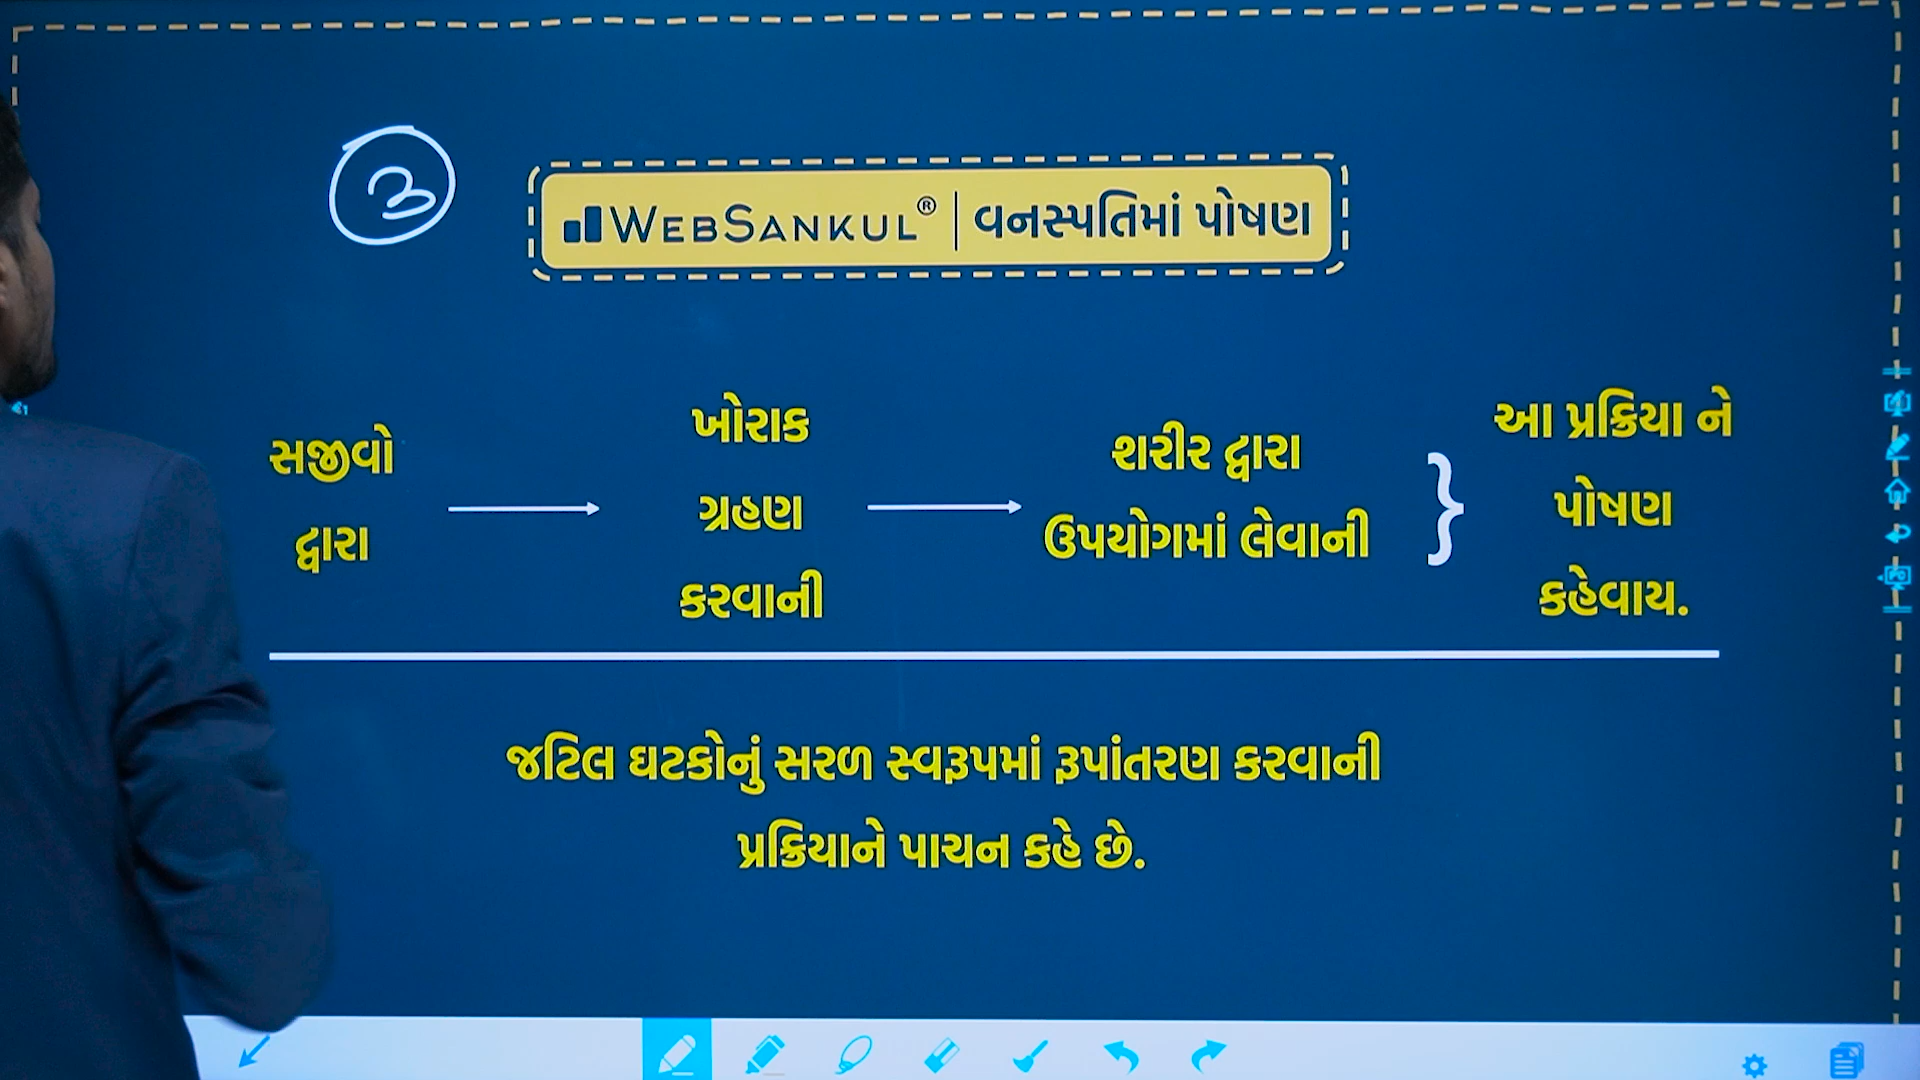 3
WEBSANKUL® | વનસ્પતિમાં પોષણ
સજીવો
દ્વારા
ખોરાક
ગ્રહણ
કરવાની
શરીર દ્વારા
ઉપયોગમાં લેવાની
આ પ્રક્રિયા ને
પોષણ
કહેવાય.
જટિલ ઘટકોનું સરળ સ્વરૂપમાં રૂપાંતરણ કરવાની
પ્રક્રિયાને પાચન કહે છે.